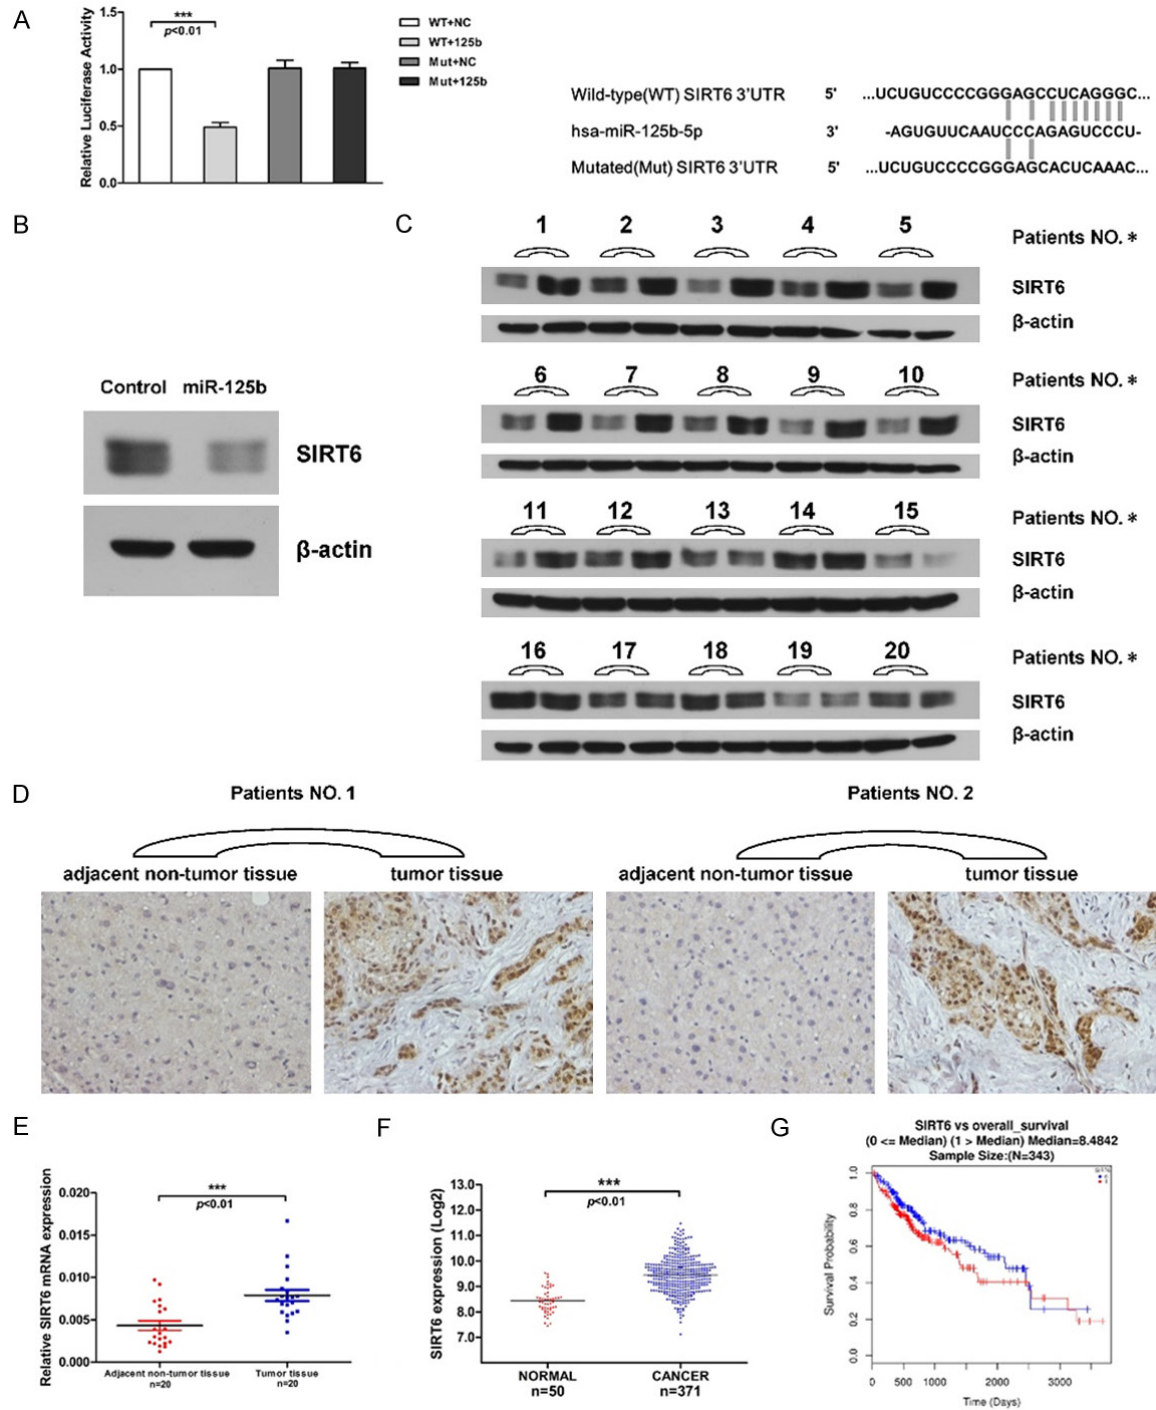 A
Relative Luciferase Activity
1.5
1.0
0.5
0.0
***
p<0.01
WT+NC
WT+125b
Mut+NC
Mut+125b
Wild-type(WT) SIRT6 3'UTR 5' ...UCUGUCCCCGGGAGCCUCAGGGC...
hsa-miR-125b-5p 3' -AGUGUUCAAUCCCAGAGUCCCU-
Mutated(Mut) SIRT6 3'UTR 5' ...UCUGUCCCCGGGAGCACUCAAAC...
B
Control miR-125b
SIRT6
β-actin
C
1 2 3 4 5 Patients NO. *
SIRT6
β-actin
6 7 8 9 10 Patients NO. *
SIRT6
β-actin
11 12 13 14 15 Patients NO. *
SIRT6
β-actin
16 17 18 19 20 Patients NO. *
SIRT6
β-actin
D
Patients NO. 1 Patients NO. 2
adjacent non-tumor tissue tumor tissue adjacent non-tumor tissue tumor tissue
E
Relative SIRT6 mRNA expression
0.020
0.015
0.010
0.005
0.000
***
p<0.01
Adjacent non-tumor tissue Tumor tissue
n=20 n=20
F
SIRT6 expression (Log2)
13.0
12.0
11.0
10.0
9.0
8.0
7.0
***
p<0.01
NORMAL CANCER
n=50 n=371
G
SIRT6 vs overall_survival
(0 <= Median) (1 > Median) Median=8.4842
Sample Size:(N=343)
Survival Probability
1.0
0.8
0.6
0.4
0.2
0.0
0 500 1000 2000 3000
Time (Days)